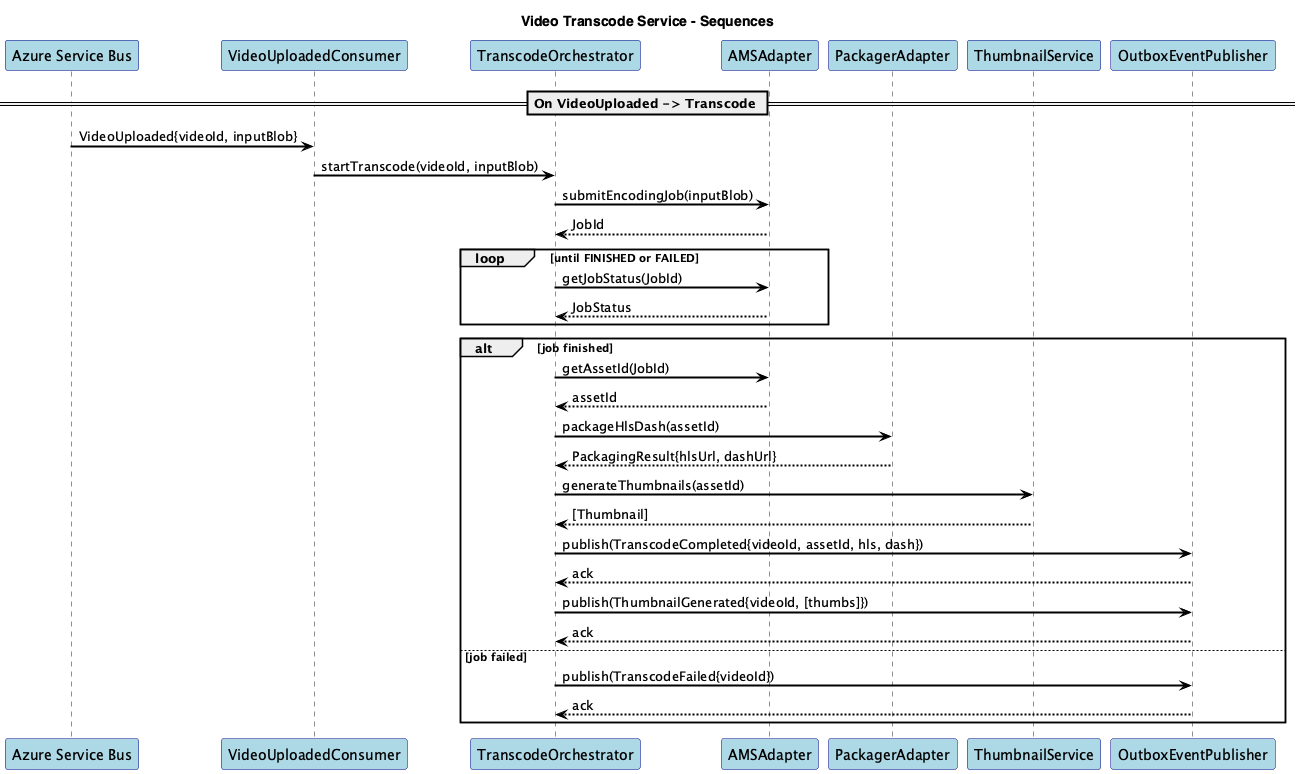 Video Transcode Service - Sequences
Azure Service Bus
VideoUploadedConsumer
TranscodeOrchestrator
AMSAdapter
PackagerAdapter
ThumbnailService
OutboxEventPublisher
On VideoUploaded -> Transcode
VideoUploaded{videoId, inputBlob}
startTranscode(videoId, inputBlob)
submitEncodingJob(inputBlob)
JobId
loop
[until FINISHED or FAILED]
getJobStatus(JobId)
JobStatus
alt
[job finished]
getAssetId(JobId)
assetId
packageHlsDash(assetId)
PackagingResult{hlsUrl, dashUrl}
generateThumbnails(assetId)
[Thumbnail]
publish(TranscodeCompleted{videoId, assetId, hls, dash})
ack
publish(ThumbnailGenerated{videoId, [thumbs]})
ack
[job failed]
publish(TranscodeFailed{videoId})
ack
Azure Service Bus
VideoUploadedConsumer
TranscodeOrchestrator
AMSAdapter
PackagerAdapter
ThumbnailService
OutboxEventPublisher